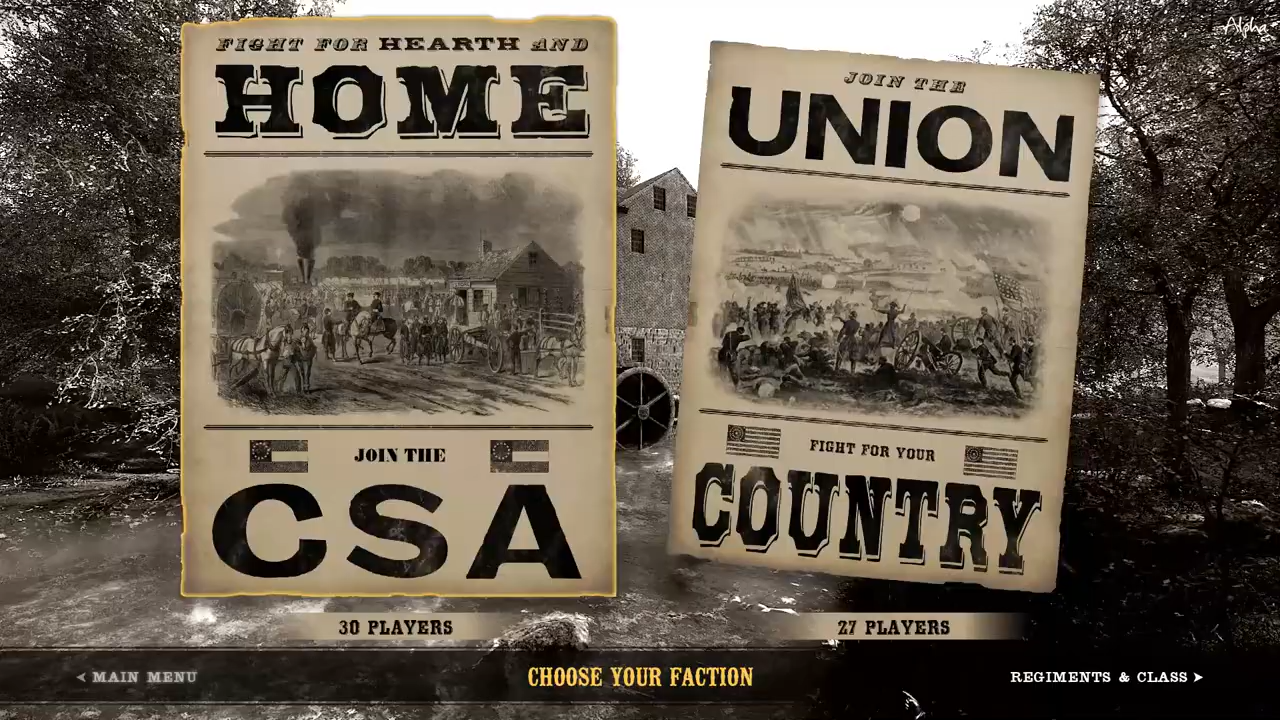 Alpha
FIGHT FOR HEARTH AND
HOME
JOIN THE
CSA
30 PLAYERS
JOIN THE
UNION
FIGHT FOR YOUR
COUNTRY
27 PLAYERS
MAIN MENU
CHOOSE YOUR FACTION
REGIMENTS & CLASS